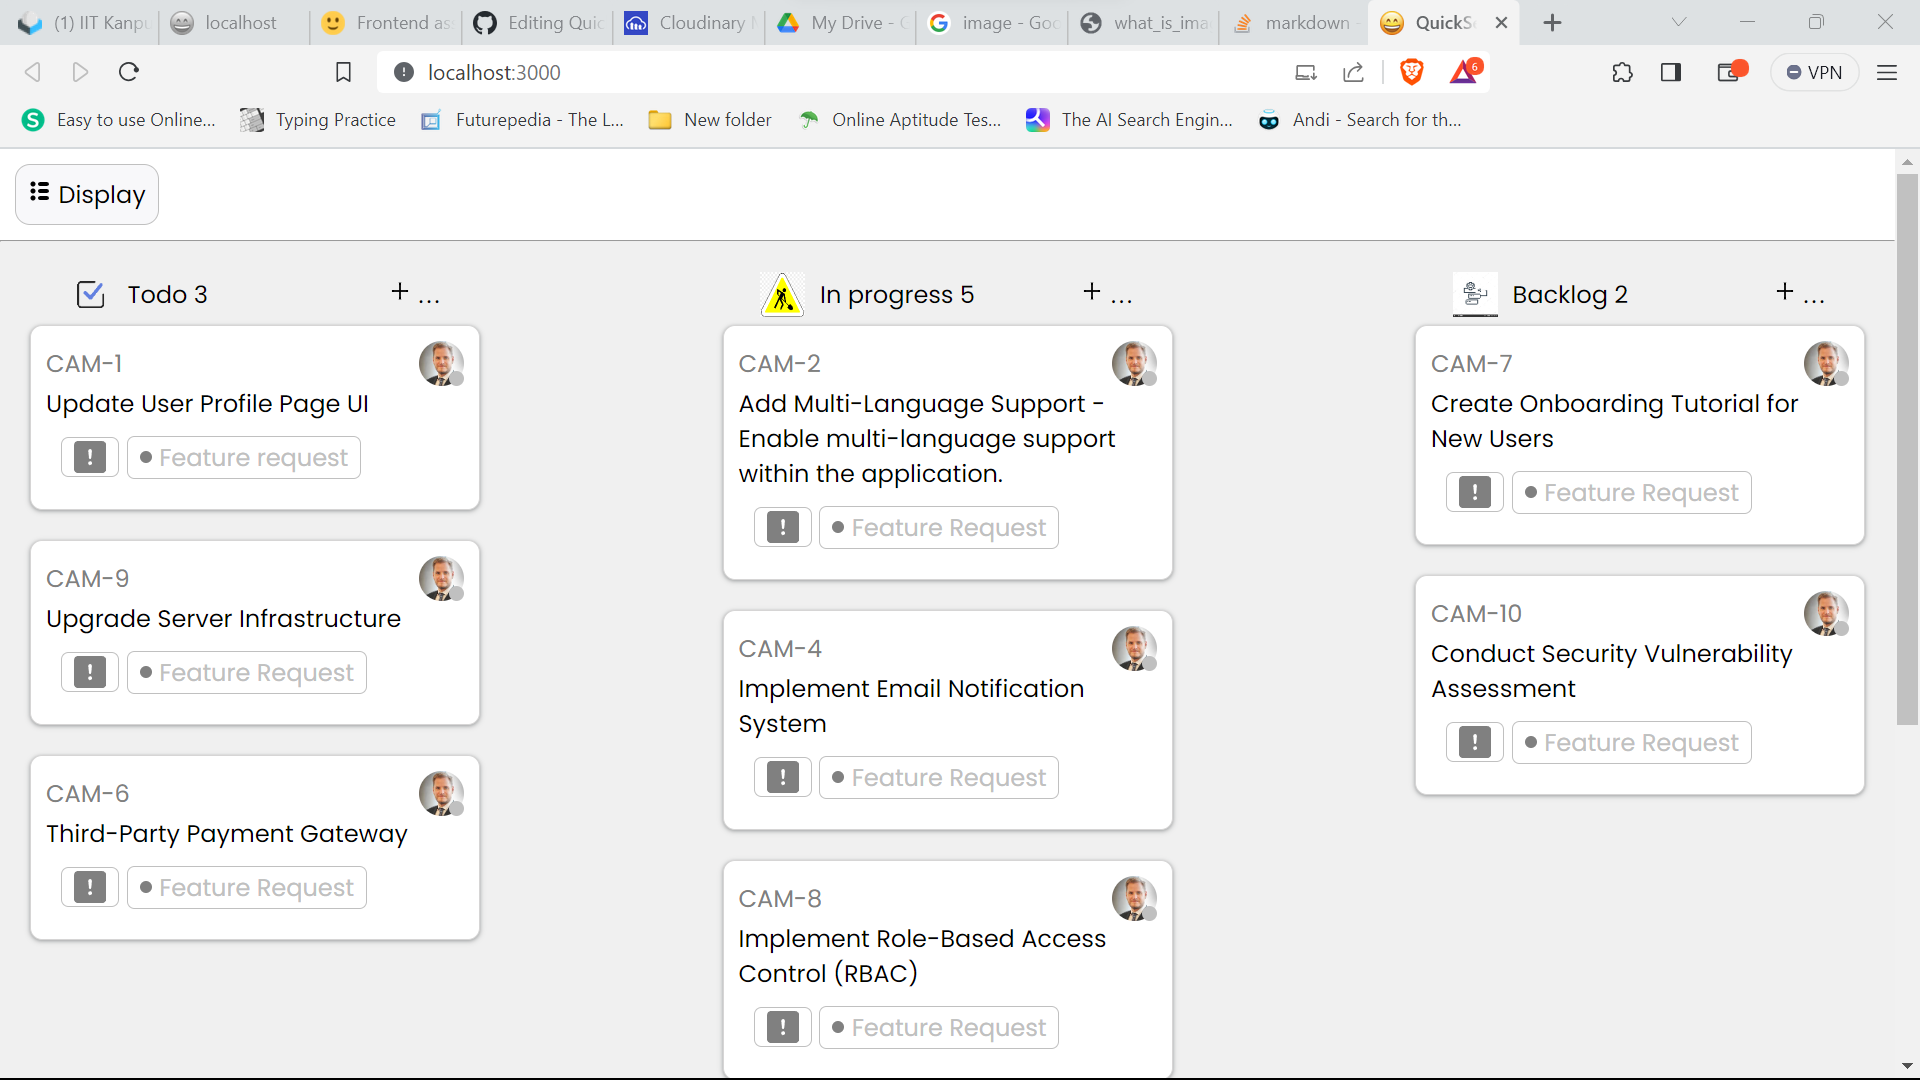 (1) IIT Kanpu
localhost
Frontend as
Editing Quic
Cloudinary
My Drive - G
image - Goo
what_is_ima
markdown -
QuickS
localhost:3000
6
VPN
Easy to use Online...
Typing Practice
Futurepedia - The L...
New folder
Online Aptitude Tes...
The AI Search Engin...
Andi - Search for th...
Display
Todo 3
+ ...
CAM-1
Update User Profile Page UI
! Feature request
CAM-9
Upgrade Server Infrastructure
! Feature Request
CAM-6
Third-Party Payment Gateway
! Feature Request
In progress 5
+ ...
CAM-2
Add Multi-Language Support -
Enable multi-language support
within the application.
! Feature Request
CAM-4
Implement Email Notification
System
! Feature Request
CAM-8
Implement Role-Based Access
Control (RBAC)
! Feature Request
Backlog 2
+ ...
CAM-7
Create Onboarding Tutorial for
New Users
! Feature Request
CAM-10
Conduct Security Vulnerability
Assessment
! Feature Request